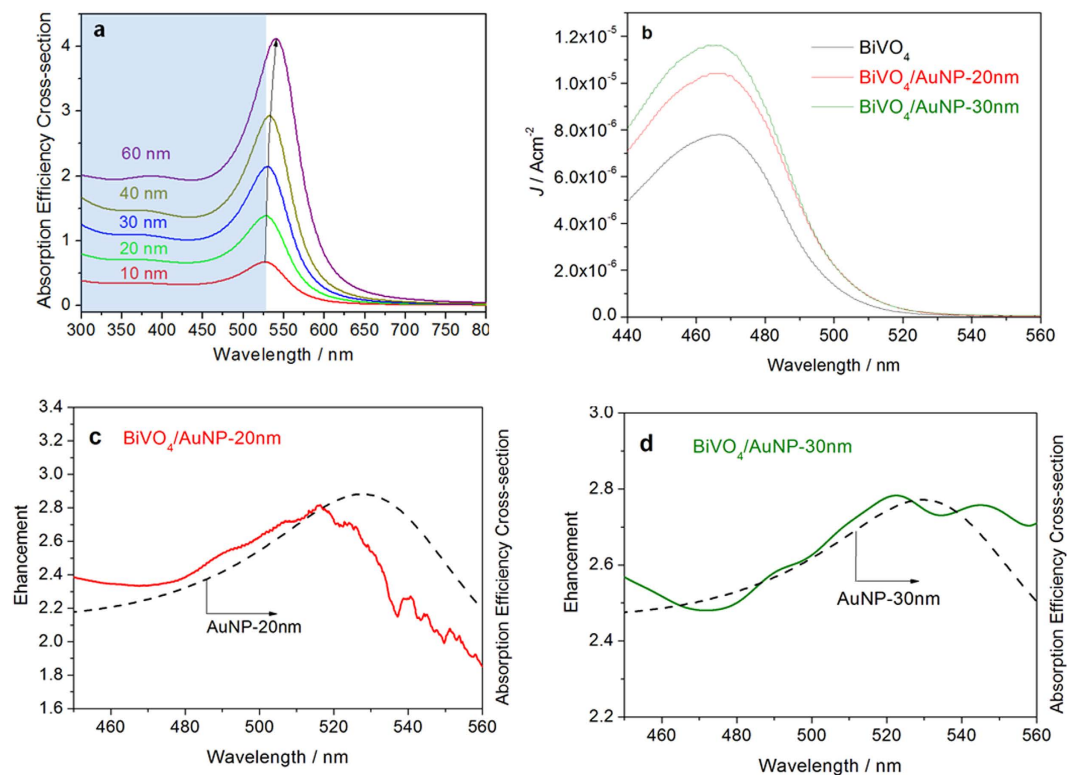 a
Absorption Efficiency Cross-section
4
3
2
1
0
60 nm
40 nm
30 nm
20 nm
10 nm
300 350 400 450 500 550 600 650 700 750 80
Wavelength / nm
b
J / Acm-2
1.2x10-5
1.0x10-5
8.0x10-6
6.0x10-6
4.0x10-6
2.0x10-6
0.0
BiVO4
BiVO4/AuNP-20nm
BiVO4/AuNP-30nm
440 460 480 500 520 540 560
Wavelength / nm
c
BiVO4/AuNP-20nm
Ehancement
3.4
3.2
3.0
2.8
2.6
2.4
2.2
2.0
1.8
1.6
AuNP-20nm
Absorption Efficiency Cross-section
460 480 500 520 540 560
Wavelength / nm
d
BiVO4/AuNP-30nm
Ehancement
3.0
2.8
2.6
2.4
2.2
AuNP-30nm
Absorption Efficiency Cross-section
460 480 500 520 540 560
Wavelength / nm